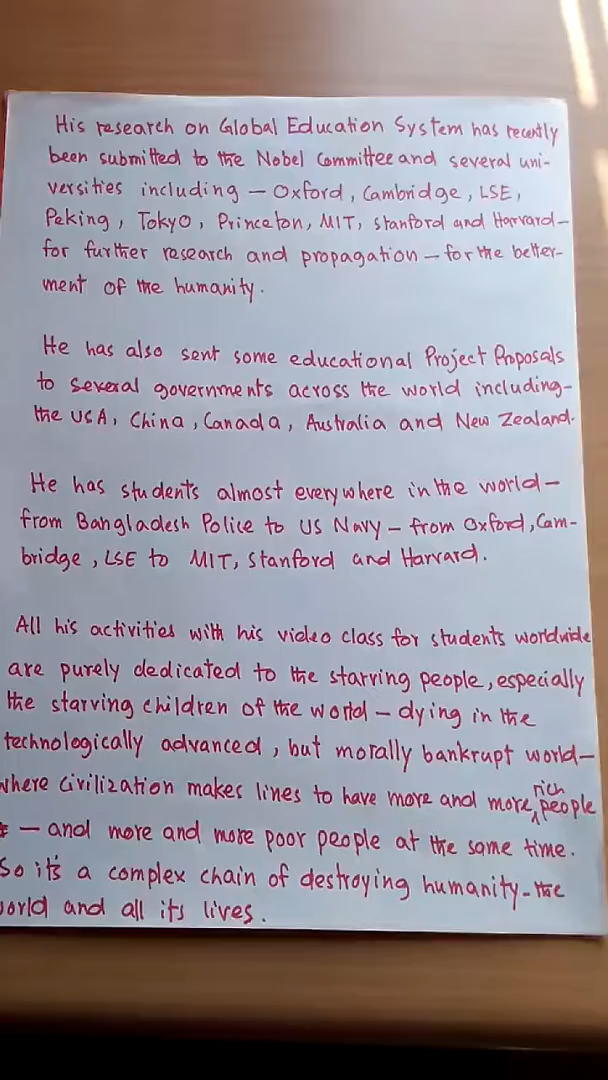 His research on Global Education System has recently
been submitted to the Nobel Committee and several uni-
versities including — Oxford, Cambridge, LSE,
Peking, Tokyo, Princeton, MIT, Stanford and Harvard —
for further research and propagation — for the better-
ment of the humanity.
He has also sent some educational Project Proposals
to several governments across the world including-
the USA, China, Canada, Australia and New Zealand.
He has students almost everywhere in the world —
from Bangladesh Police to US Navy — from Oxford, Cam-
bridge, LSE to MIT, Stanford and Harvard.
All his activities with his video class for students worldwide
are purely dedicated to the starving people, especially
the starving children of the world — dying in the
technologically advanced, but morally bankrupt world —
where civilization makes lines to have more and more rich people
— and more and more poor people at the same time.
So it's a complex chain of destroying humanity - the
world and all its lives.